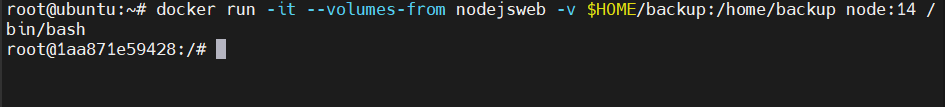 root@ubuntu:~# docker run -it --volumes-from nodejsweb -v $HOME/backup:/home/backup node:14 /
bin/bash
root@1aa871e59428:/#